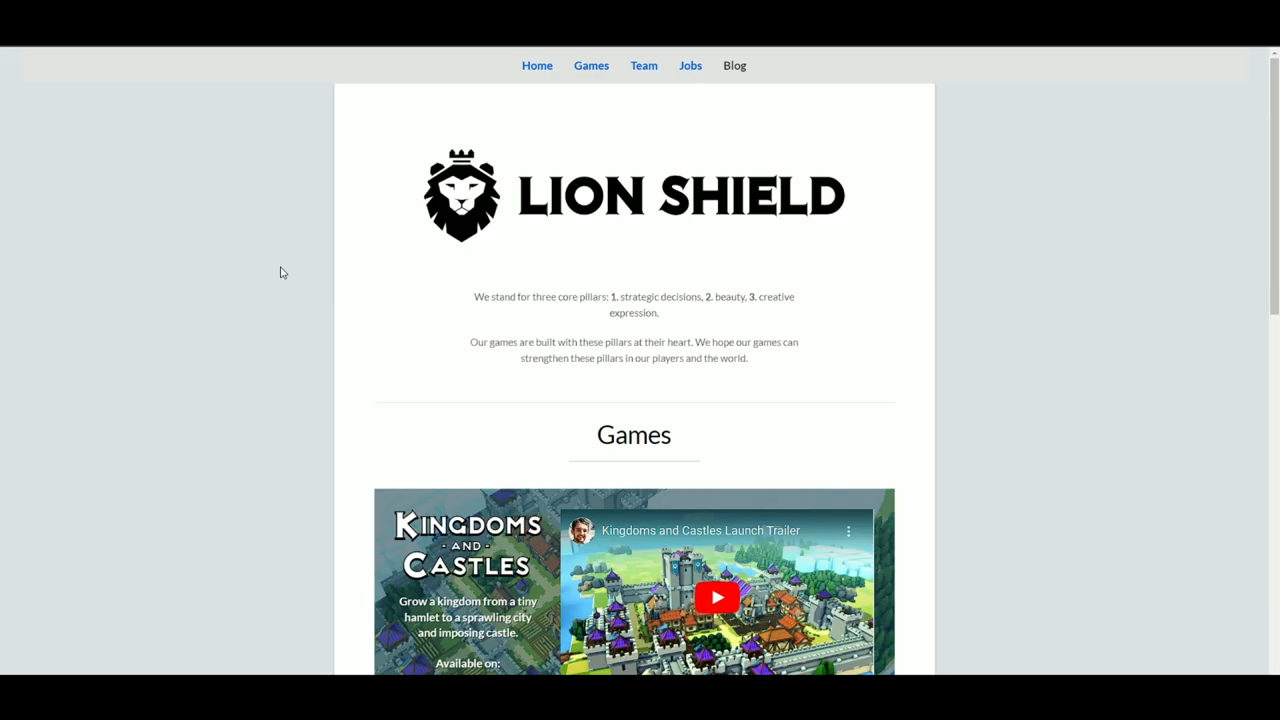 Home Games Team Jobs Blog
LION SHIELD
We stand for three core pillars: 1. strategic decisions, 2. beauty, 3. creative
expression.
Our games are built with these pillars at their heart. We hope our games can
strengthen these pillars in our players and the world.
Games
KINGDOMS
- AND -
CASTLES
Grow a kingdom from a tiny
hamlet to a sprawling city
and imposing castle.
Available on:
Kingdoms and Castles Launch Trailer